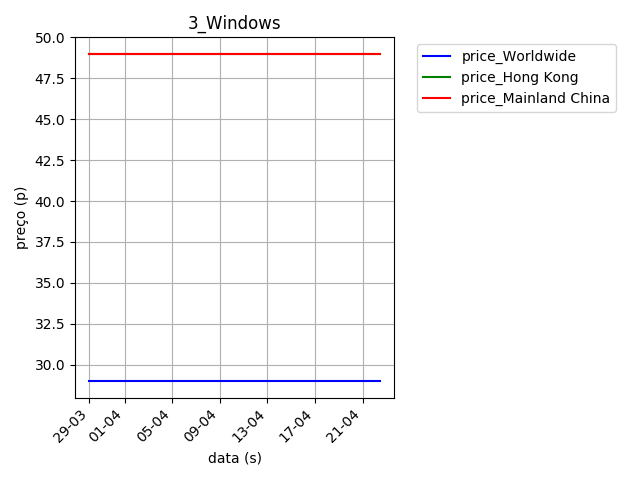 3_Windows
50.0
47.5
45.0
42.5
40.0
37.5
35.0
32.5
30.0
preço (p)
29-03
01-04
05-04
09-04
13-04
17-04
21-04
data (s)
price_Worldwide
price_Hong Kong
price_Mainland China